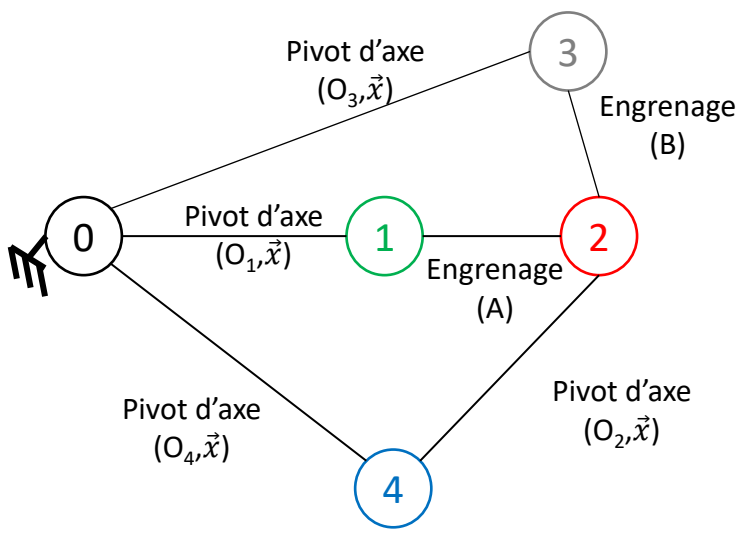 Pivot d'axe
(O₃,x⃗)
3
Engrenage
(B)
0
Pivot d'axe
(O₁,x⃗)
1
Engrenage
(A)
2
Pivot d'axe
(O₄,x⃗)
Pivot d'axe
(O₂,x⃗)
4